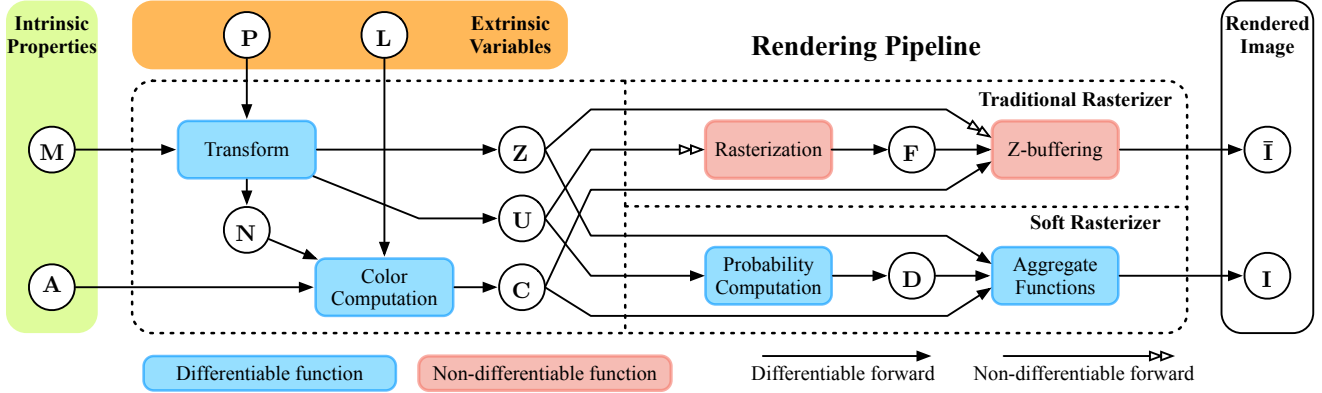 Intrinsic
Properties
P
L
Extrinsic
Variables
Rendering Pipeline
Rendered
Image
Traditional Rasterizer
M
Transform
Z
Rasterization
F
Z-buffering
Ī
N
U
Soft Rasterizer
A
Color
Computation
C
Probability
Computation
D
Aggregate
Functions
I
Differentiable function
Non-differentiable function
Differentiable forward
Non-differentiable forward